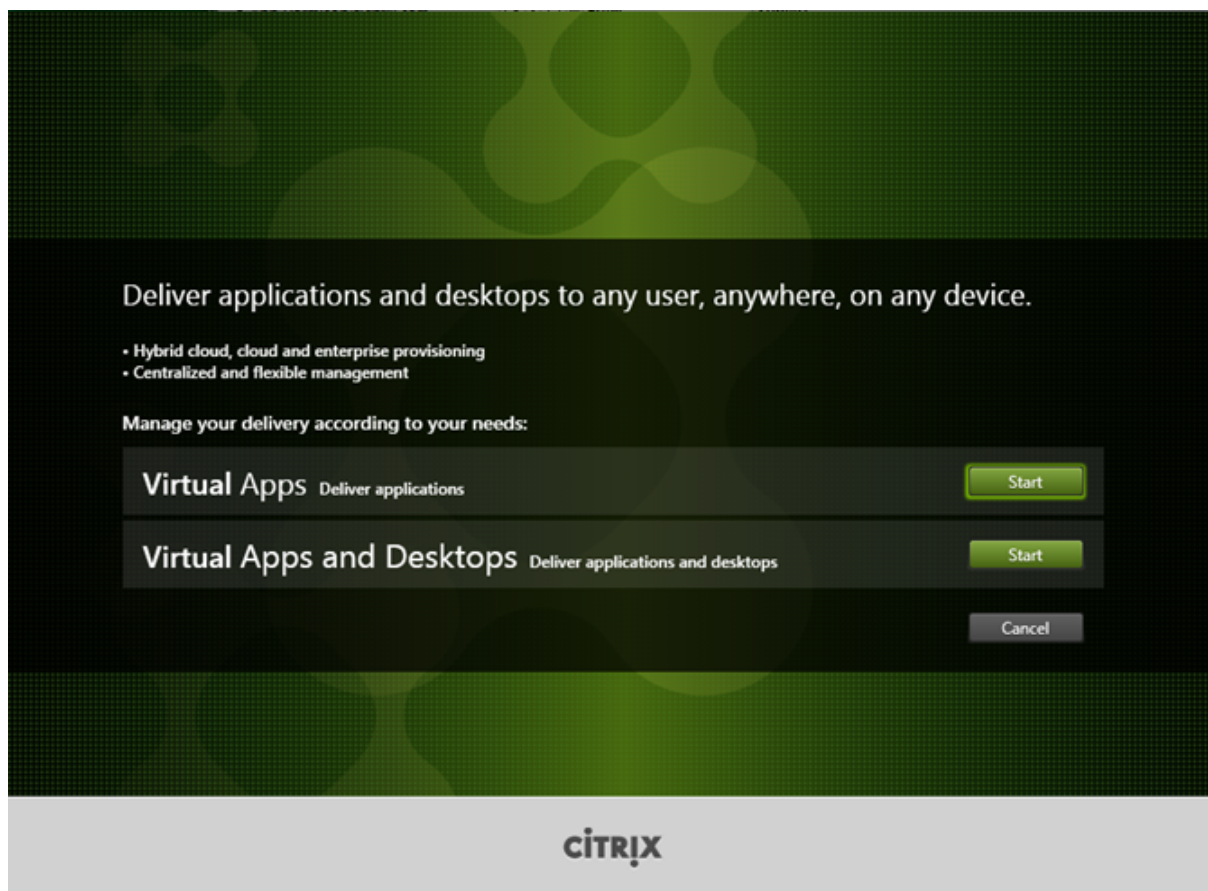 Deliver applications and desktops to any user, anywhere, on any device.
• Hybrid cloud, cloud and enterprise provisioning
• Centralized and flexible management
Manage your delivery according to your needs:
Virtual Apps Deliver applications
Start
Virtual Apps and Desktops Deliver applications and desktops
Start
Cancel
CITRIX